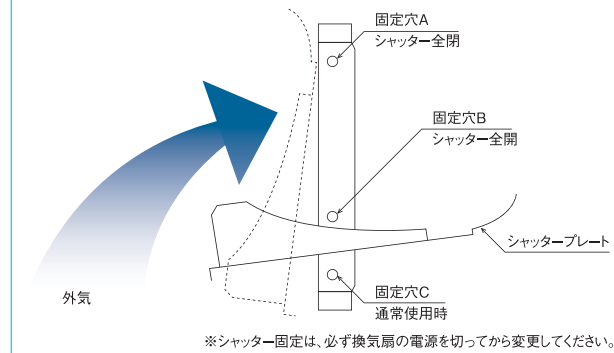 固定穴A
シャッター全閉
固定穴B
シャッター全開
シャッタープレート
外気
固定穴C
通常使用時
※シャッター固定は、必ず換気扇の電源を切ってから変更してください。